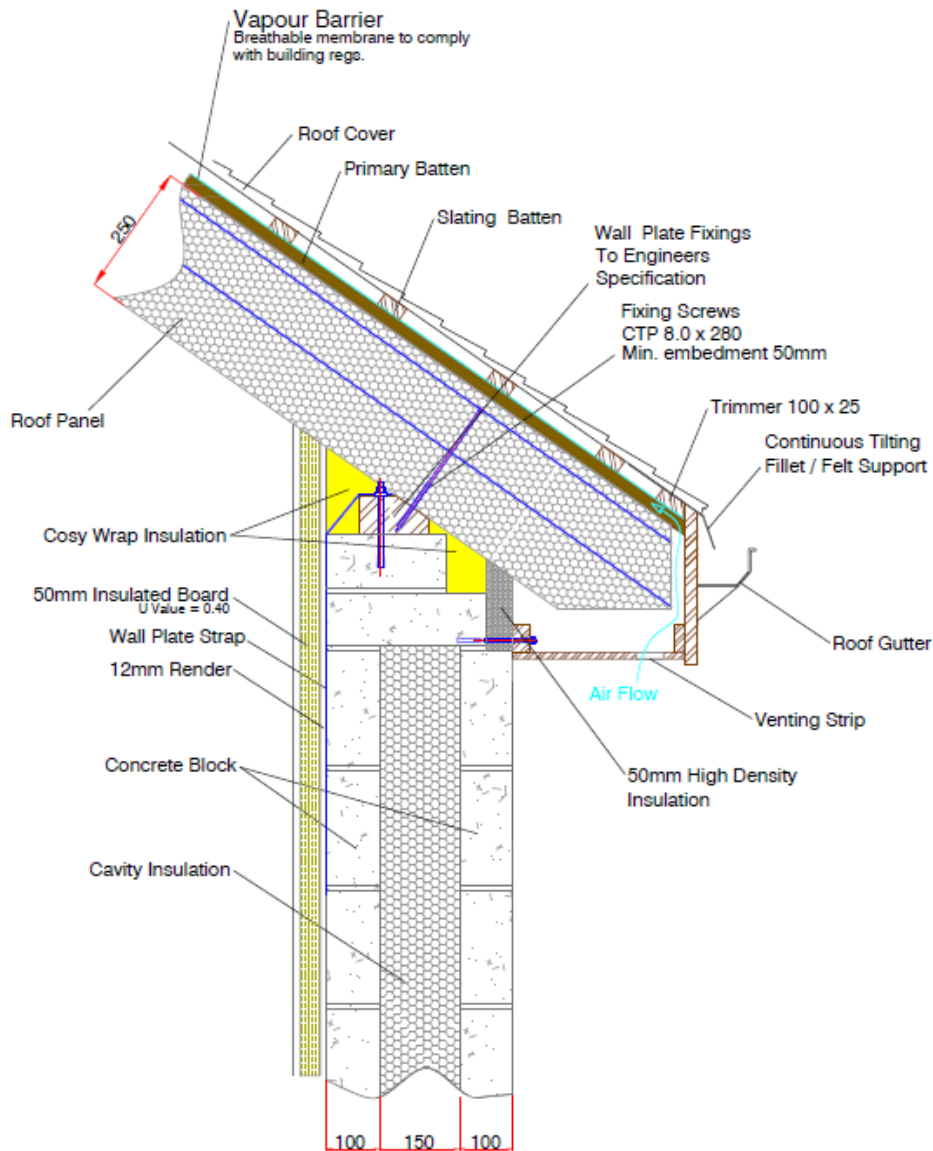 Vapour Barrier
Breathable membrane to comply
with building regs.
Roof Cover
Primary Batten
Slating Batten
Wall Plate Fixings
To Engineers
Specification
Fixing Screws
CTP 8.0 x 280
Min. embedment 50mm
250
Roof Panel
Trimmer 100 x 25
Continuous Tilting
Fillet / Felt Support
Cosy Wrap Insulation
50mm Insulated Board
U Value = 0.40
Wall Plate Strap
12mm Render
Roof Gutter
Air Flow
Venting Strip
Concrete Block
50mm High Density
Insulation
Cavity Insulation
100
150
100